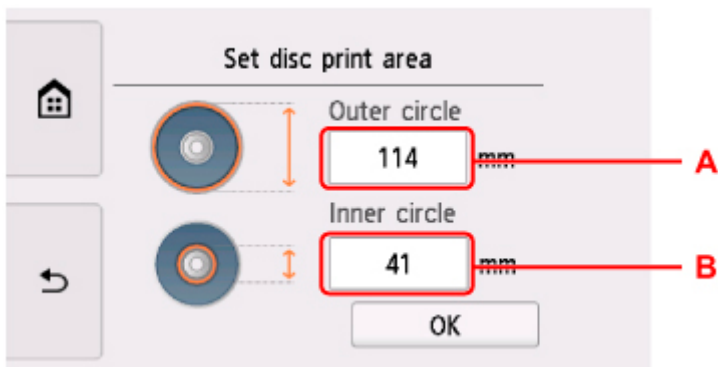 Set disc print area
Outer circle
114 mm
A
Inner circle
41 mm
B
OK